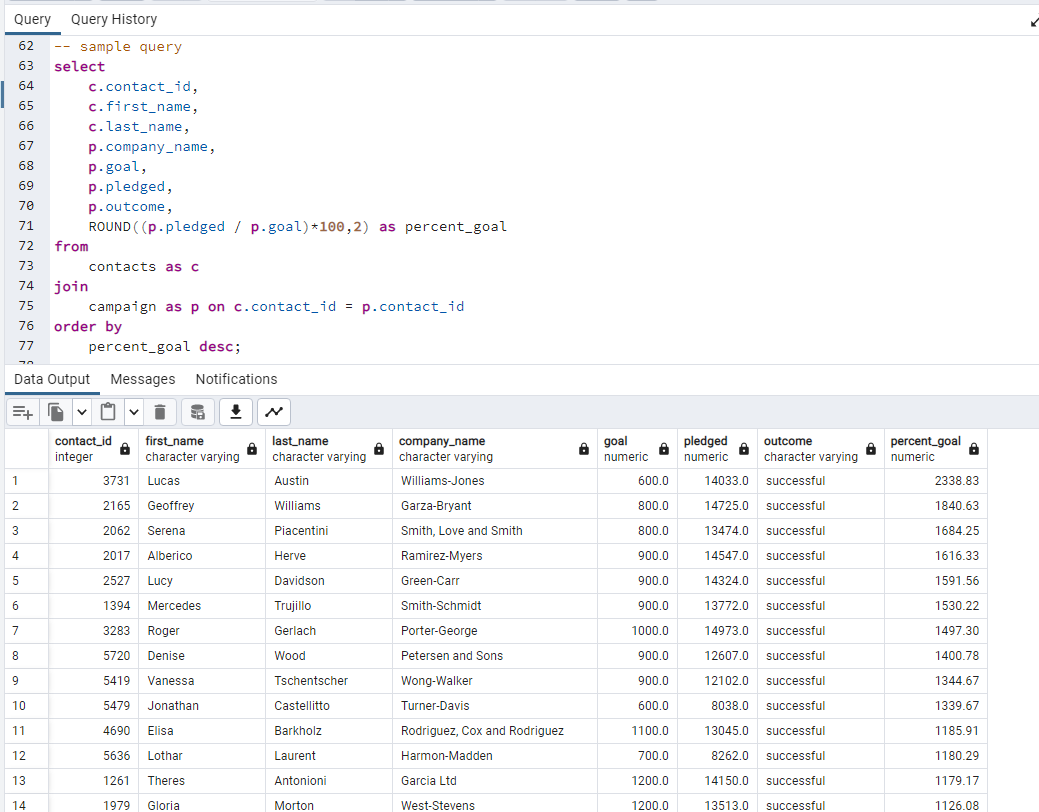 Query Query History
62 -- sample query
63 select
64 c.contact_id,
65 c.first_name,
66 c.last_name,
67 p.company_name,
68 p.goal,
69 p.pledged,
70 p.outcome,
71 ROUND((p.pledged / p.goal)*100,2) as percent_goal
72 from
73 contacts as c
74 join
75 campaign as p on c.contact_id = p.contact_id
76 order by
77 percent_goal desc;
Data Output Messages Notifications
contact_id first_name last_name company_name goal pledged outcome percent_goal
integer character varying character varying character varying numeric numeric character varying numeric
1 3731 Lucas Austin Williams-Jones 600.0 14033.0 successful 2338.83
2 2165 Geoffrey Williams Garza-Bryant 800.0 14725.0 successful 1840.63
3 2062 Serena Piacentini Smith, Love and Smith 800.0 13474.0 successful 1684.25
4 2017 Alberico Herve Ramirez-Myers 900.0 14547.0 successful 1616.33
5 2527 Lucy Davidson Green-Carr 900.0 14324.0 successful 1591.56
6 1394 Mercedes Trujillo Smith-Schmidt 900.0 13772.0 successful 1530.22
7 3283 Roger Gerlach Porter-George 1000.0 14973.0 successful 1497.30
8 5720 Denise Wood Petersen and Sons 900.0 12607.0 successful 1400.78
9 5419 Vanessa Tschentscher Wong-Walker 900.0 12102.0 successful 1344.67
10 5479 Jonathan Castellitto Turner-Davis 600.0 8038.0 successful 1339.67
11 4690 Elisa Barkholz Rodriguez, Cox and Rodriguez 1100.0 13045.0 successful 1185.91
12 5636 Lothar Laurent Harmon-Madden 700.0 8262.0 successful 1180.29
13 1261 Theres Antonioni Garcia Ltd 1200.0 14150.0 successful 1179.17
14 1979 Gloria Morton West-Stevens 1200.0 13513.0 successful 1126.08